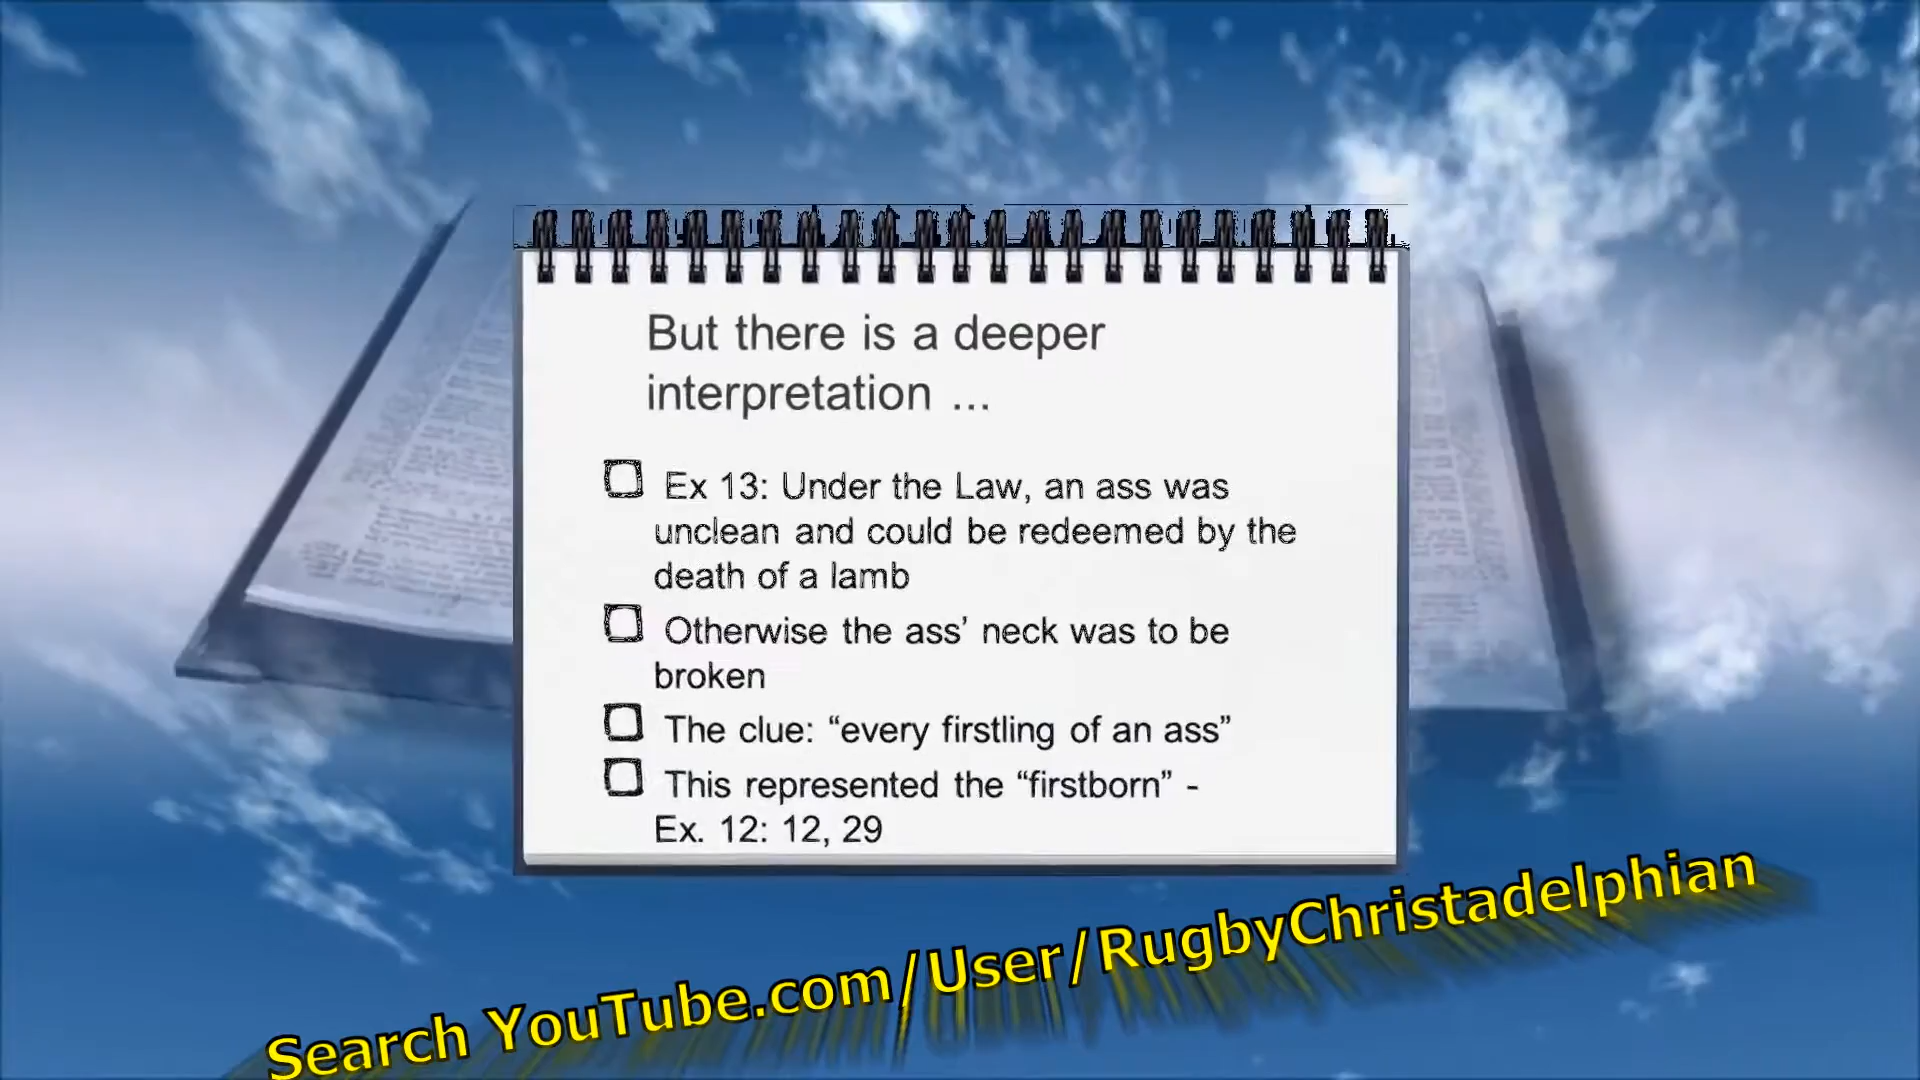 But there is a deeper
interpretation ...
Ex 13: Under the Law, an ass was
unclean and could be redeemed by the
death of a lamb
Otherwise the ass’ neck was to be
broken
The clue: “every firstling of an ass”
This represented the “firstborn” -
Ex. 12: 12, 29
Search YouTube.com/User/RugbyChristadelphian